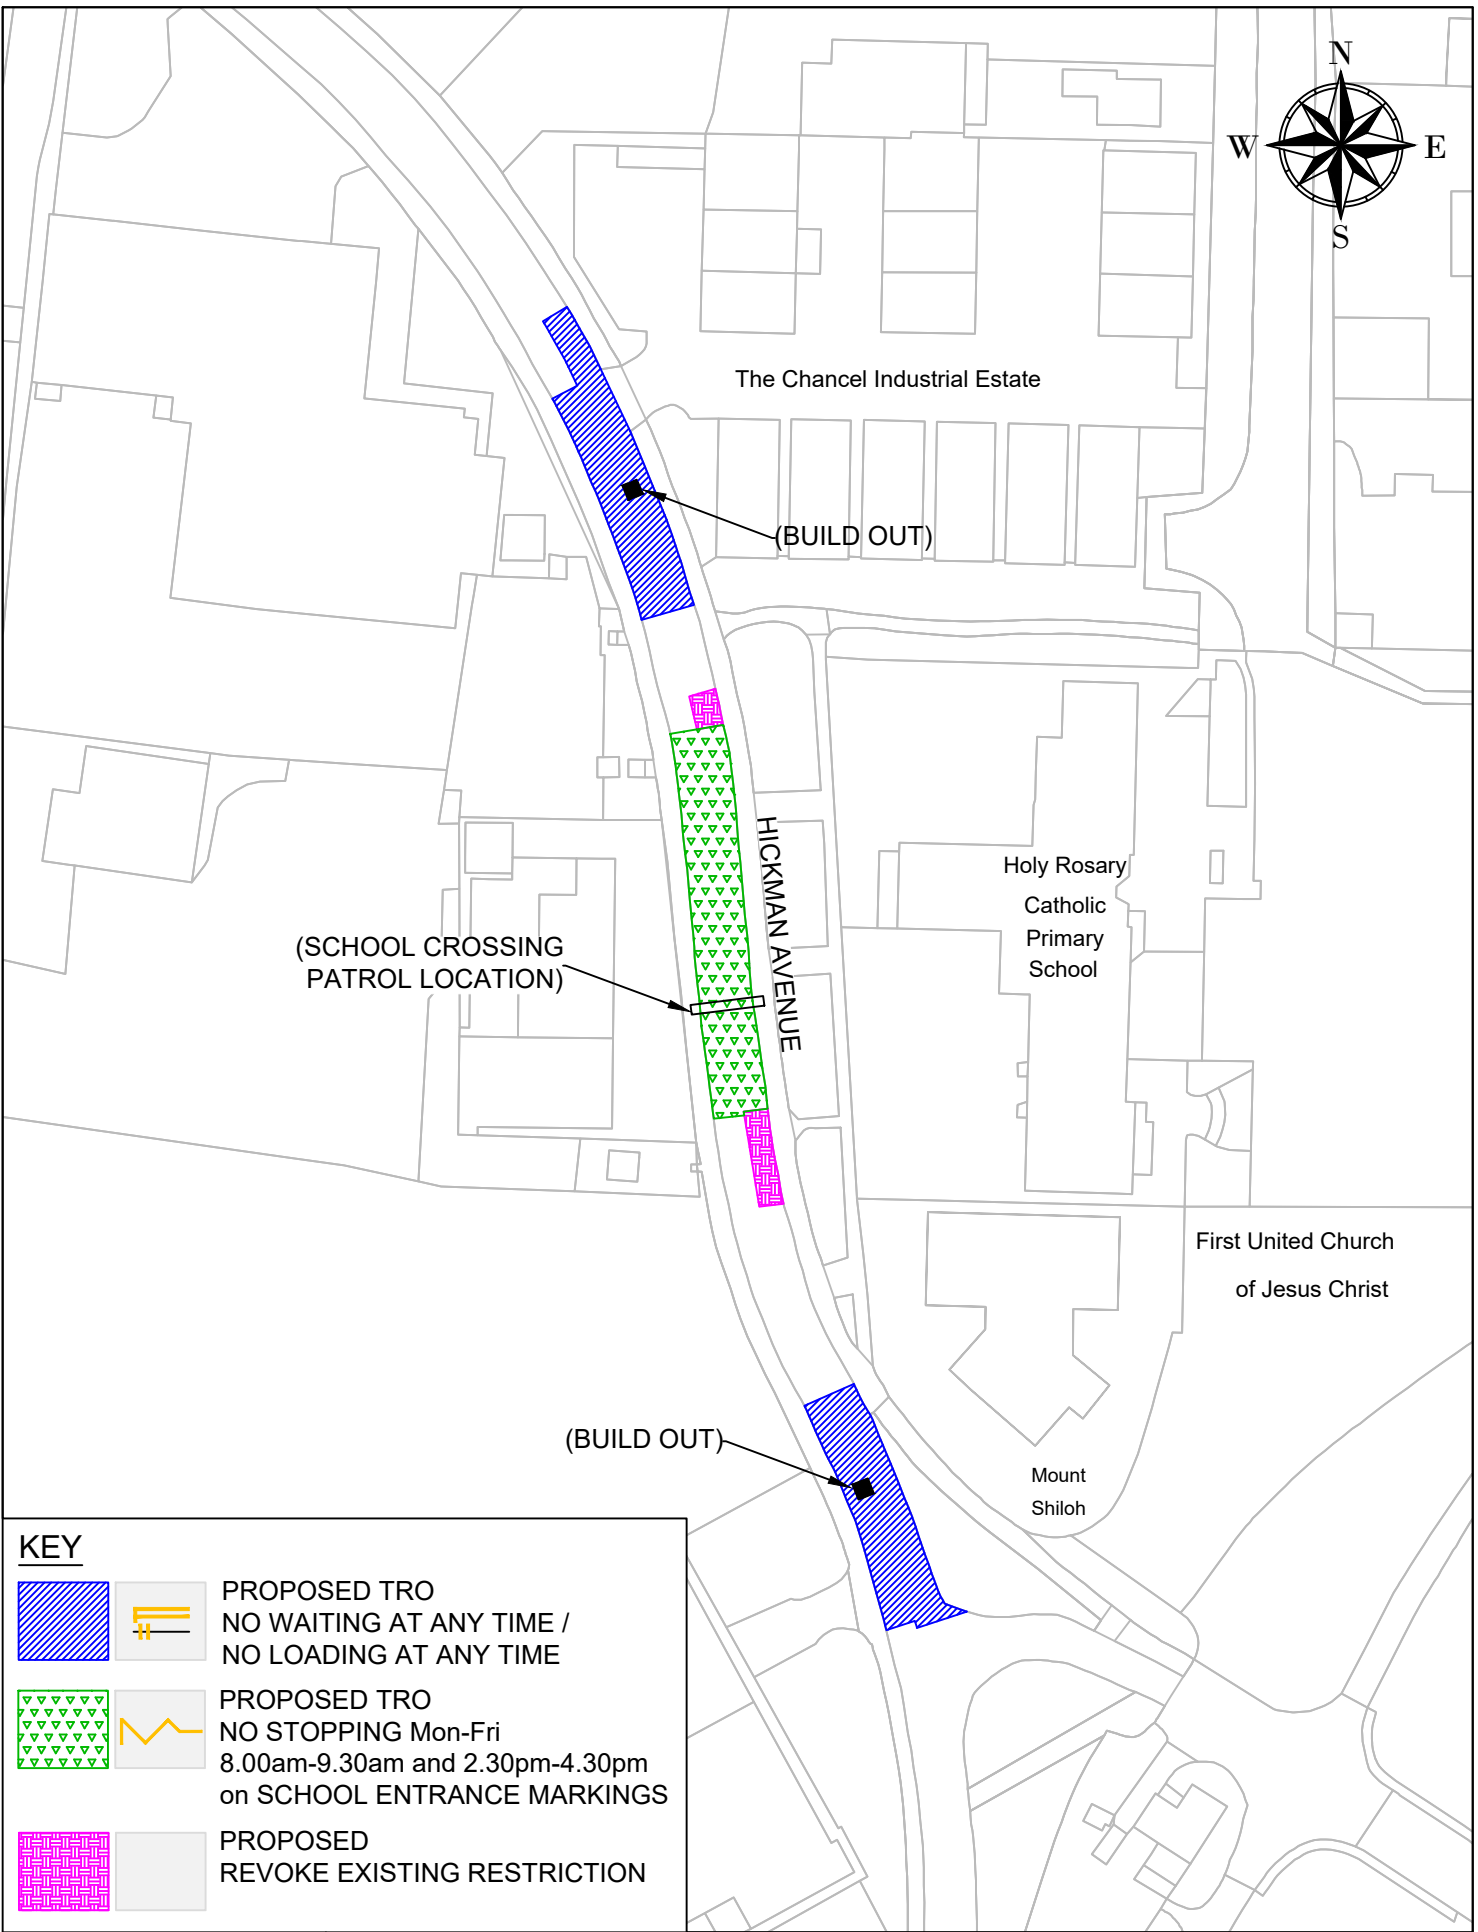 N
W E
S
The Chancel Industrial Estate
(BUILD OUT)
HICKMAN AVENUE
Holy Rosary
Catholic
Primary
School
(SCHOOL CROSSING
PATROL LOCATION)
First United Church
of Jesus Christ
(BUILD OUT)
Mount
Shiloh
KEY
PROPOSED TRO
NO WAITING AT ANY TIME /
NO LOADING AT ANY TIME
PROPOSED TRO
NO STOPPING Mon-Fri
8.00am-9.30am and 2.30pm-4.30pm
on SCHOOL ENTRANCE MARKINGS
PROPOSED
REVOKE EXISTING RESTRICTION